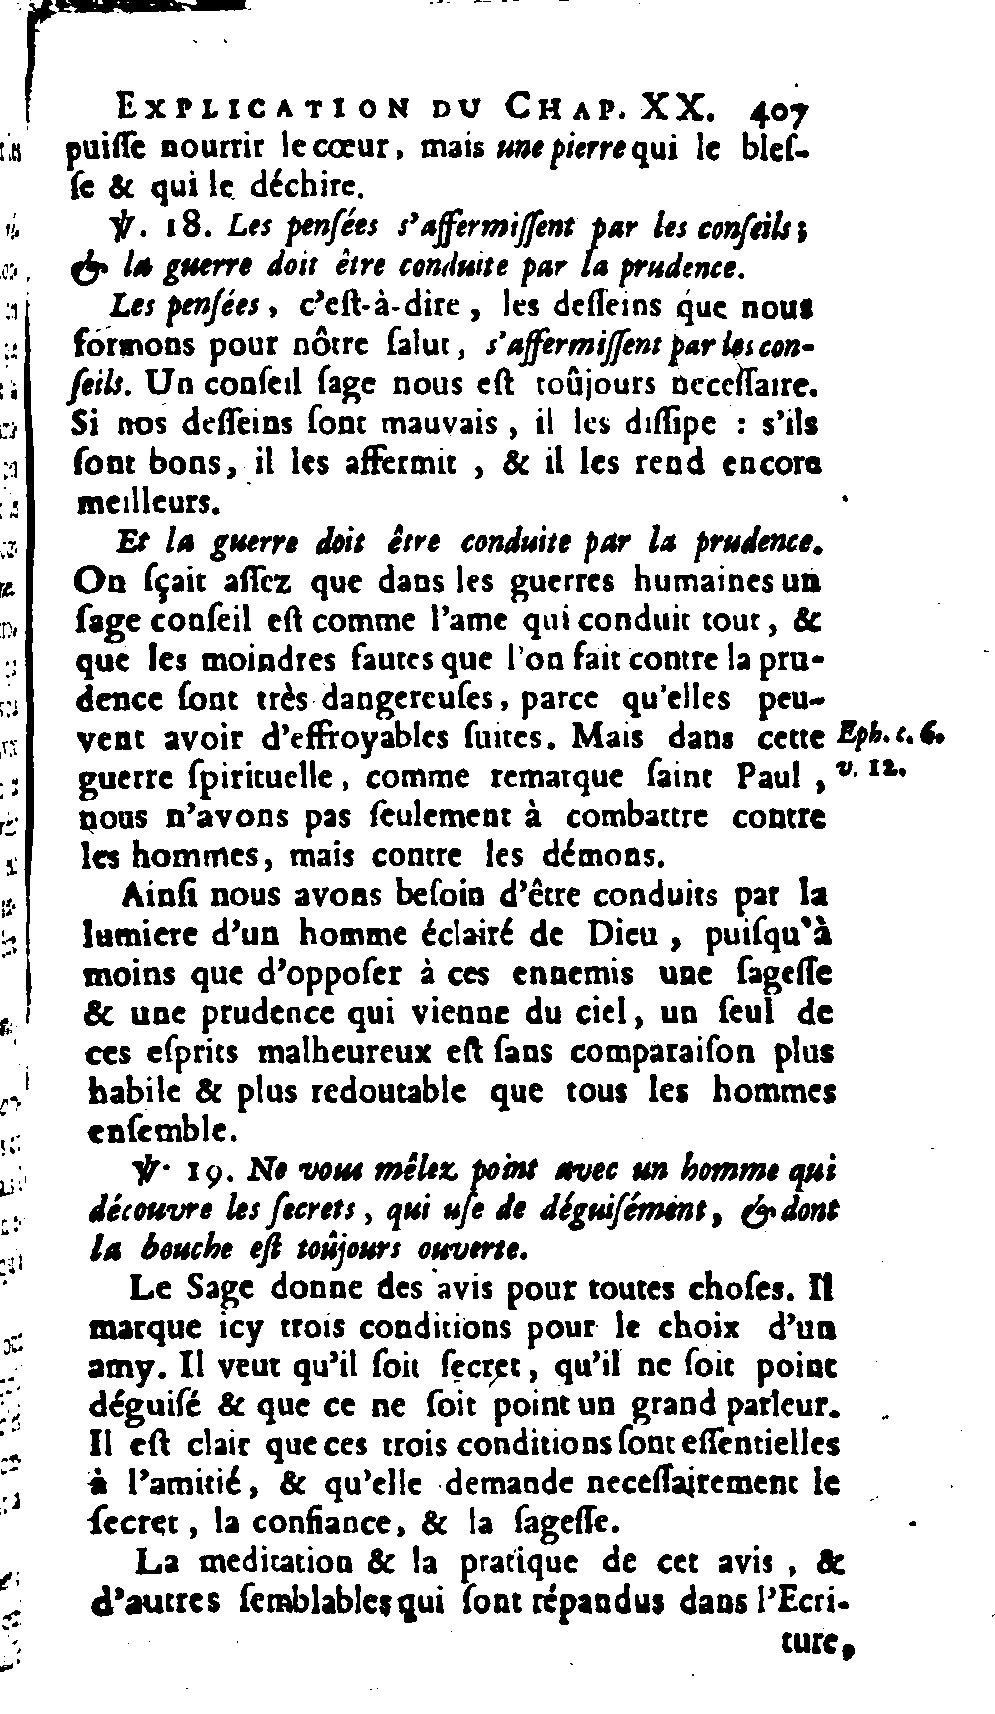 EXPLICATION DU CHAP. XX. 407
puiſſe nourrir le cœur, mais une pierre qui le bleſ-
ſe & qui le déchire.
℣. 18. Les penſées s'affermiſſent par les conſeils;
& la guerre doit être conduite par la prudence.
Les penſées, c'eſt-à-dire, les deſſeins que nous
formons pour nôtre ſalut, s'affermiſſent par les con-
ſeils. Un conſeil ſage nous eſt toûjours neceſſaire.
Si nos deſſeins ſont mauvais, il les diſſipe : s'ils
ſont bons, il les affermit, & il les rend encore
meilleurs.
Et la guerre doit être conduite par la prudence.
On ſçait aſſez que dans les guerres humaines un
ſage conſeil eſt comme l'ame qui conduit tout, &
que les moindres fautes que l'on fait contre la pru-
dence ſont très dangereuſes, parce qu'elles peu-
vent avoir d'effroyables ſuites. Mais dans cette
Eph. c. 6.
guerre ſpirituelle, comme remarque ſaint Paul,
v. 12.
nous n'avons pas ſeulement à combattre contre
les hommes, mais contre les démons.
Ainſi nous avons beſoin d'être conduits par la
lumiere d'un homme éclairé de Dieu, puiſqu'à
moins que d'oppoſer à ces ennemis une ſageſſe
& une prudence qui vienne du ciel, un ſeul de
ces eſprits malheureux eſt ſans comparaiſon plus
habile & plus redoutable que tous les hommes
enſemble.
℣. 19. Ne vous mêlez point avec un homme qui
découvre les ſecrets, qui uſe de déguiſément, & dont
la bouche eſt toûjours ouverte.
Le Sage donne des avis pour toutes choſes. Il
marque icy trois conditions pour le choix d'un
amy. Il veut qu'il ſoit ſecret, qu'il ne ſoit point
déguiſé & que ce ne ſoit point un grand parleur.
Il eſt clair que ces trois conditions ſont eſſentielles
à l'amitié, & qu'elle demande neceſſairement le
ſecret, la confiance, & la ſageſſe.
La meditation & la pratique de cet avis, &
d'autres ſemblables qui ſont répandus dans l'Ecri-
ture,